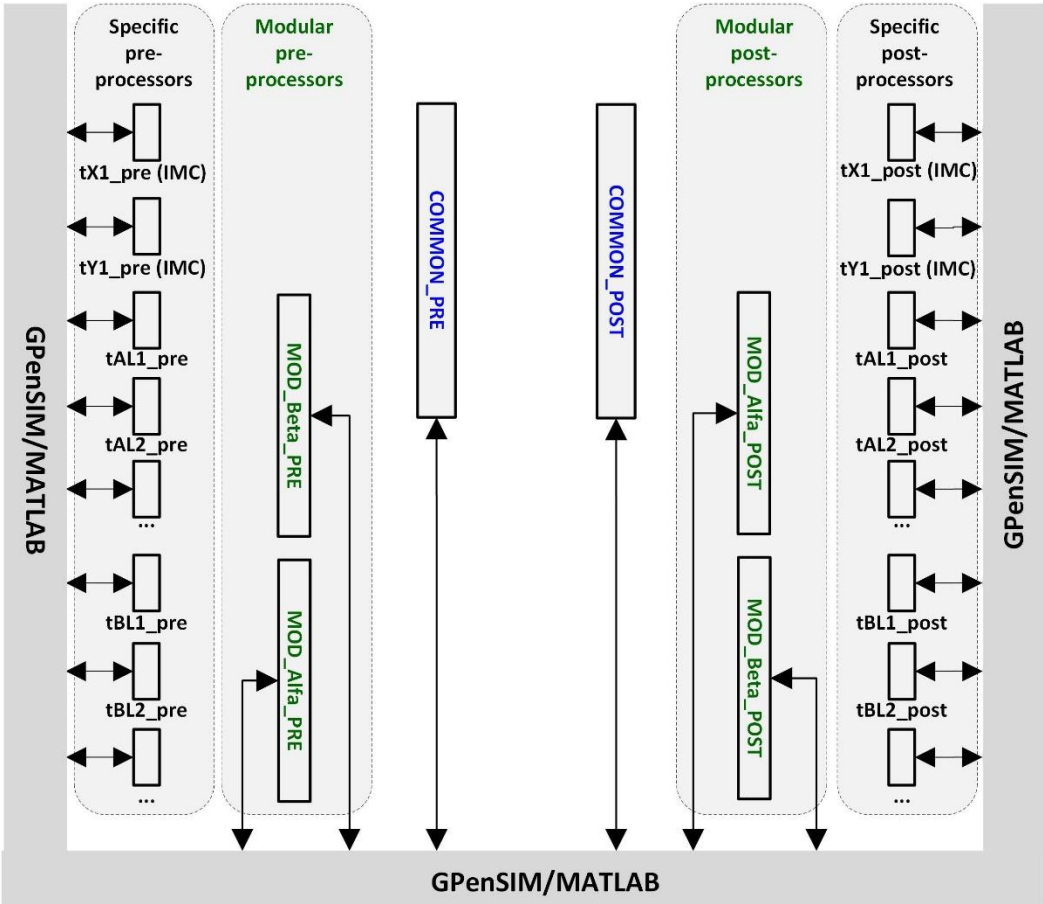 Specific
pre-
processors
Modular
pre-
processors
Modular
post-
processors
Specific
post-
processors
tX1_pre (IMC)
tY1_pre (IMC)
tAL1_pre
tAL2_pre
...
tBL1_pre
tBL2_pre
...
MOD_Beta_PRE
MOD_Alfa_PRE
COMMON_PRE
COMMON_POST
MOD_Alfa_POST
MOD_Beta_POST
tX1_post (IMC)
tY1_post (IMC)
tAL1_post
tAL2_post
...
tBL1_post
tBL2_post
...
GPenSIM/MATLAB
GPenSIM/MATLAB
GPenSIM/MATLAB